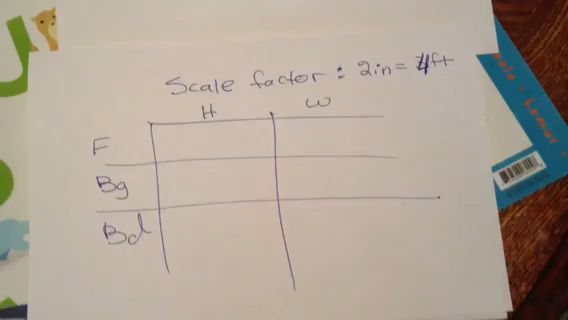 Scale factor : 2in = 4ft
H W
F
Bg
Bd